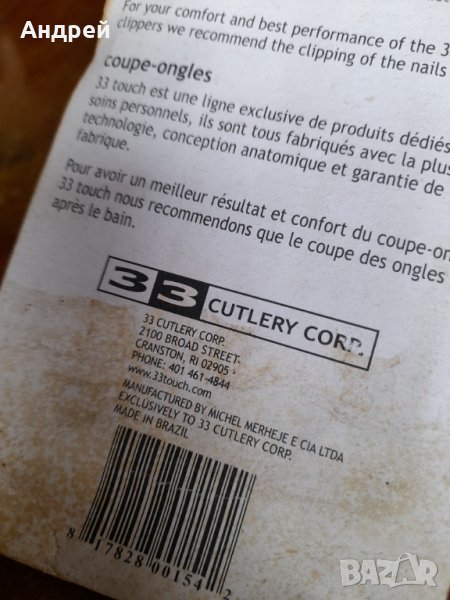 Андрей
For your comfort and best performance of the 3
clippers we recommend the clipping of the nails
coupe-ongles
33 touch est une ligne exclusive de produits dédiés
soins personnels, ils sont tous fabriqués avec la plus
technologie, conception anatomique et garantie de
fabrique.
Pour avoir un meilleur résultat et confort du coupe-on
33 touch nous recommendons que le coupe des ongles
après le bain.
33 CUTLERY CORP.
33 CUTLERY CORP.
2100 BROAD STREET.
CRANSTON, RI 02905
PHONE: 401 461-4844
www.33touch.com
MANUFACTURED BY MICHEL MERHEJE E CIA LTDA
EXCLUSIVELY TO 33 CUTLERY CORP.
MADE IN BRAZIL
8 17828 00154 2
BAZAR.bg